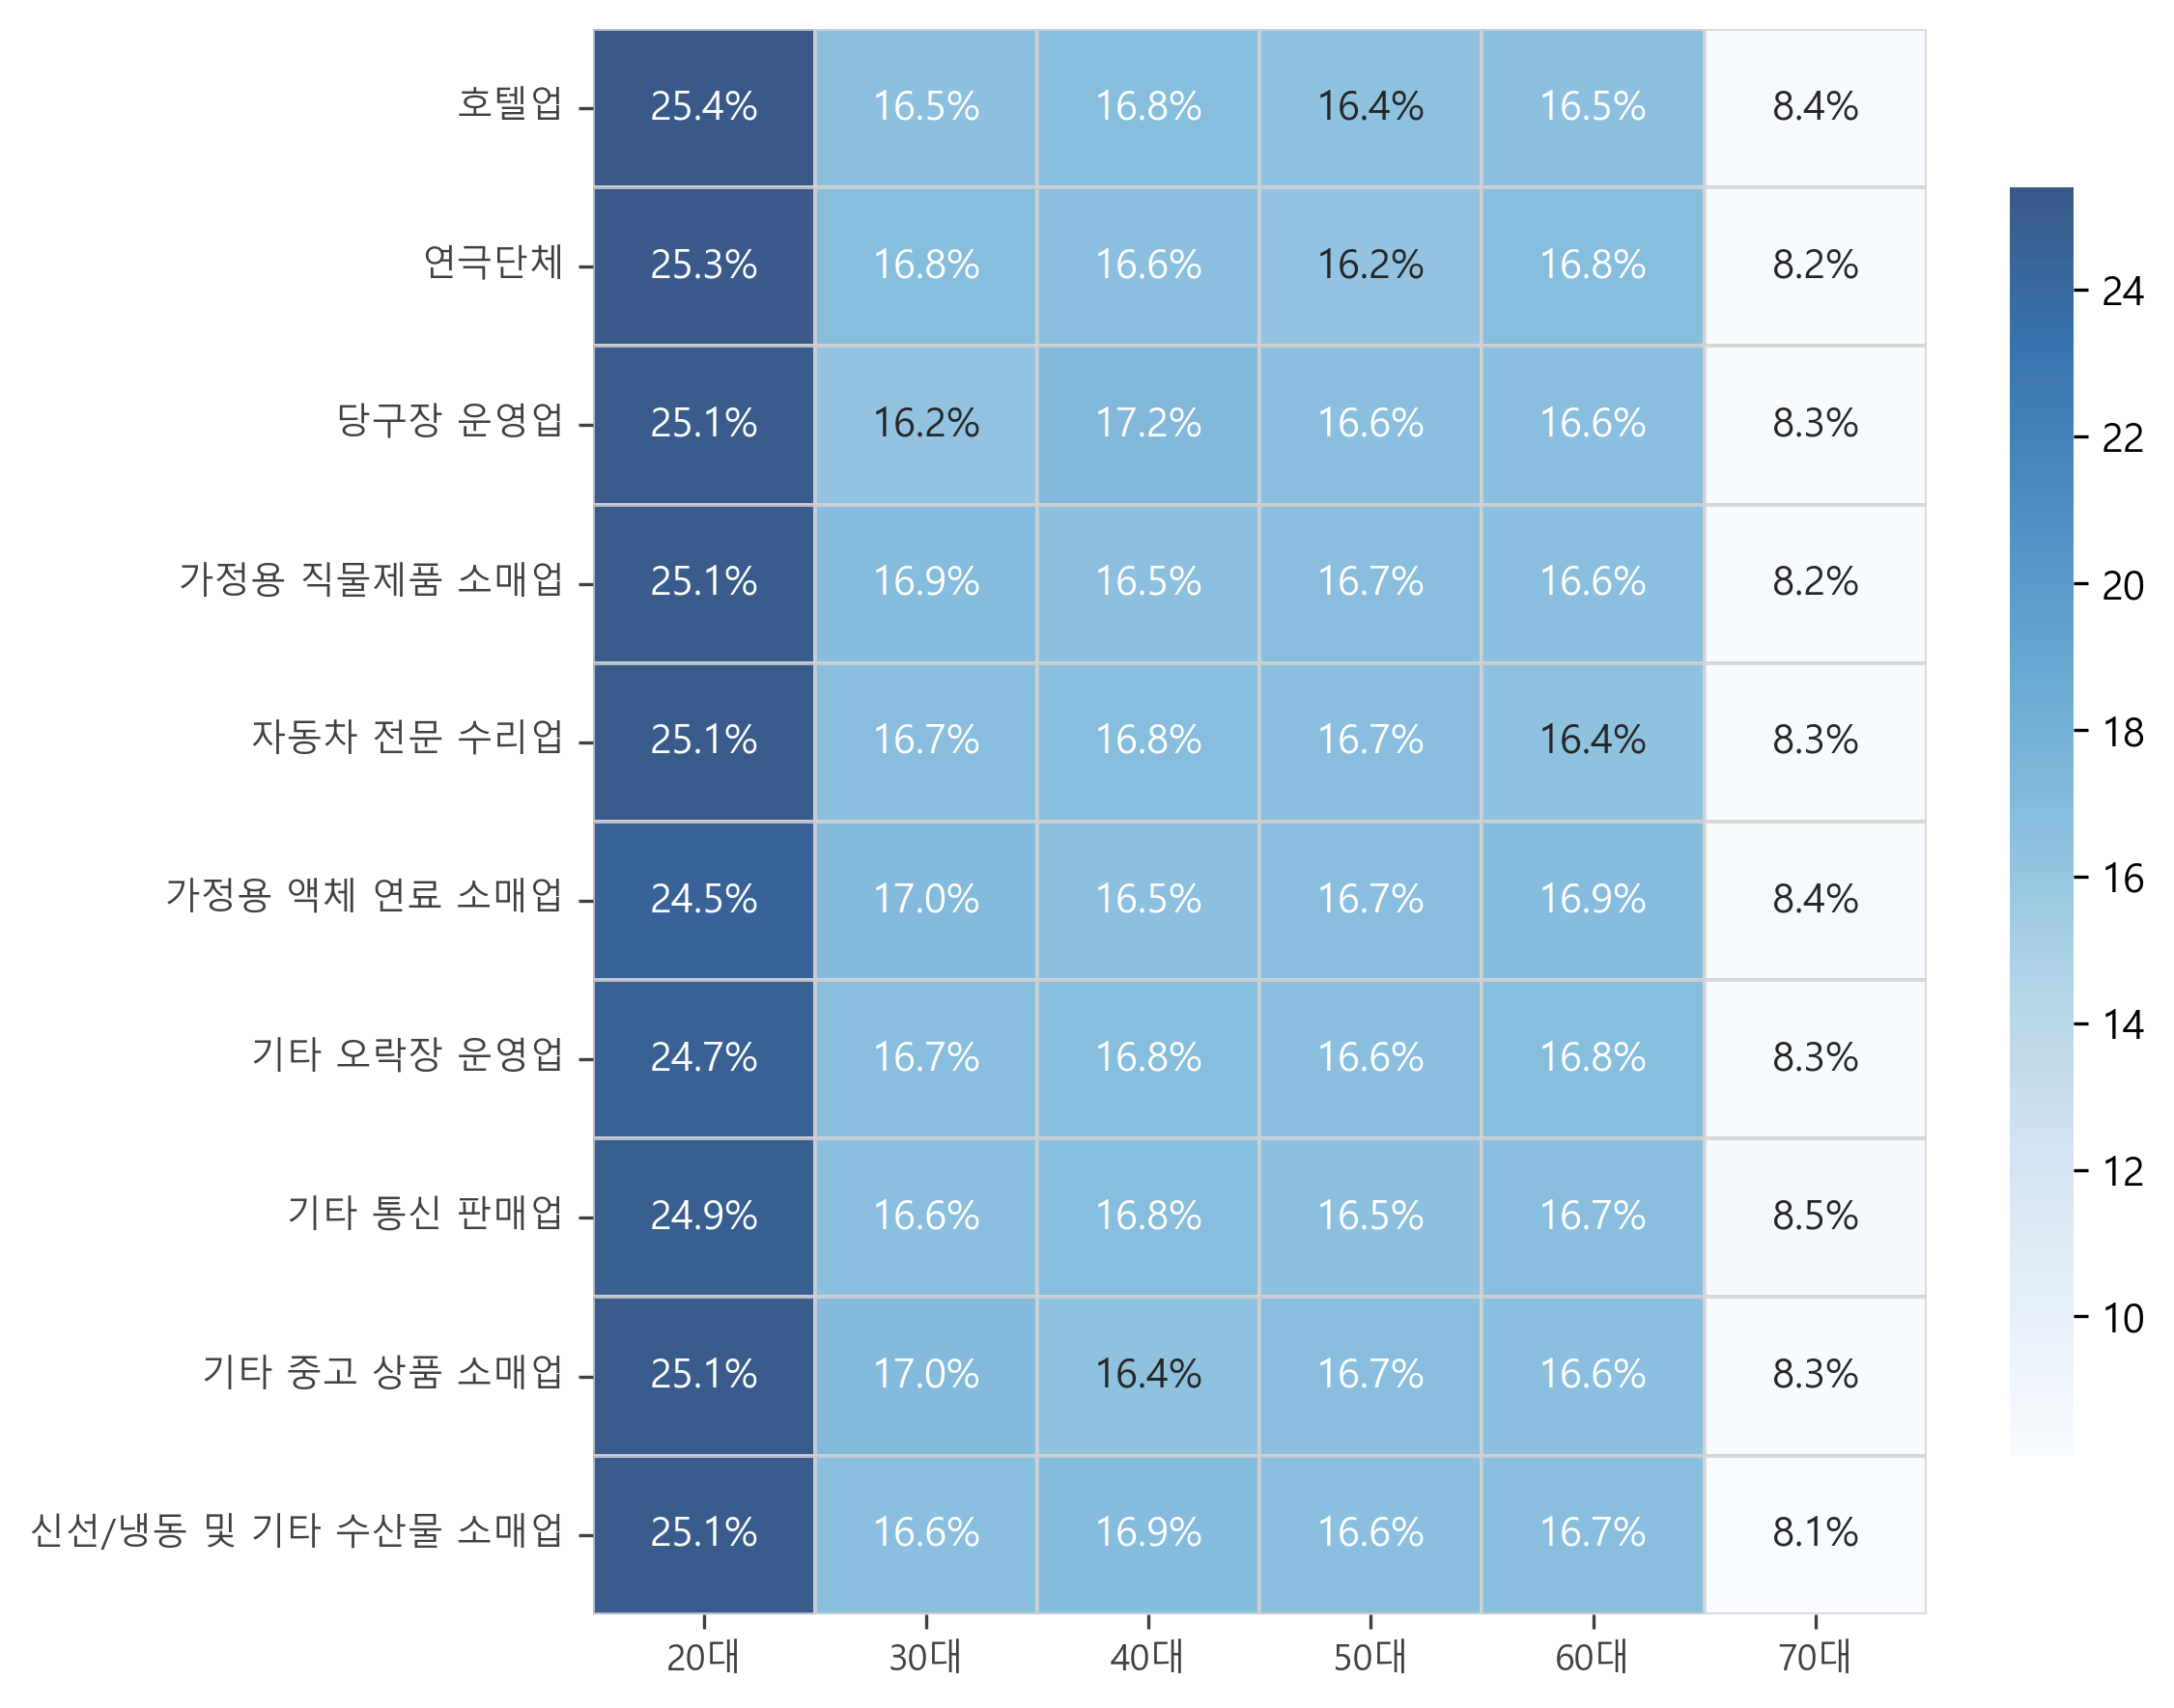 호텔업 25.4% 16.5% 16.8% 16.4% 16.5% 8.4%
연극단체 25.3% 16.8% 16.6% 16.2% 16.8% 8.2%
당구장 운영업 25.1% 16.2% 17.2% 16.6% 16.6% 8.3%
가정용 직물제품 소매업 25.1% 16.9% 16.5% 16.7% 16.6% 8.2%
자동차 전문 수리업 25.1% 16.7% 16.8% 16.7% 16.4% 8.3%
가정용 액체 연료 소매업 24.5% 17.0% 16.5% 16.7% 16.9% 8.4%
기타 오락장 운영업 24.7% 16.7% 16.8% 16.6% 16.8% 8.3%
기타 통신 판매업 24.9% 16.6% 16.8% 16.5% 16.7% 8.5%
기타 중고 상품 소매업 25.1% 17.0% 16.4% 16.7% 16.6% 8.3%
신선/냉동 및 기타 수산물 소매업 25.1% 16.6% 16.9% 16.6% 16.7% 8.1%
20대 30대 40대 50대 60대 70대
24
22
20
18
16
14
12
10